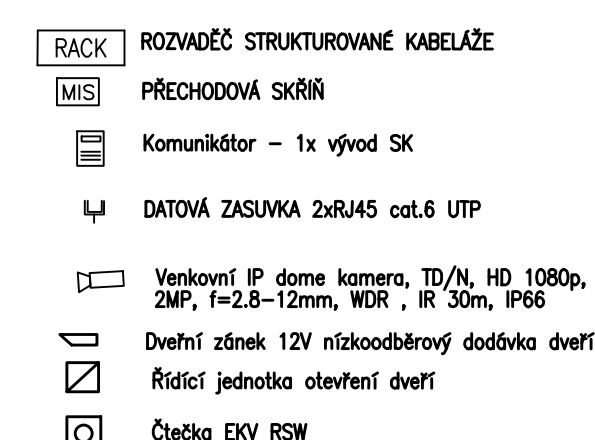 RACK ROZVADĚČ STRUKTUROVANÉ KABELÁŽE
MIS PŘECHODOVÁ SKŘÍŇ
Komunikátor – 1x vývod SK
DATOVÁ ZASUVKA 2xRJ45 cat.6 UTP
Venkovní IP dome kamera, TD/N, HD 1080p,
2MP, f=2.8–12mm, WDR , IR 30m, IP66
Dveřní zánek 12V nízkoodběrový dodávka dveří
Řídící jednotka otevření dveří
Čtečka EKV RSW